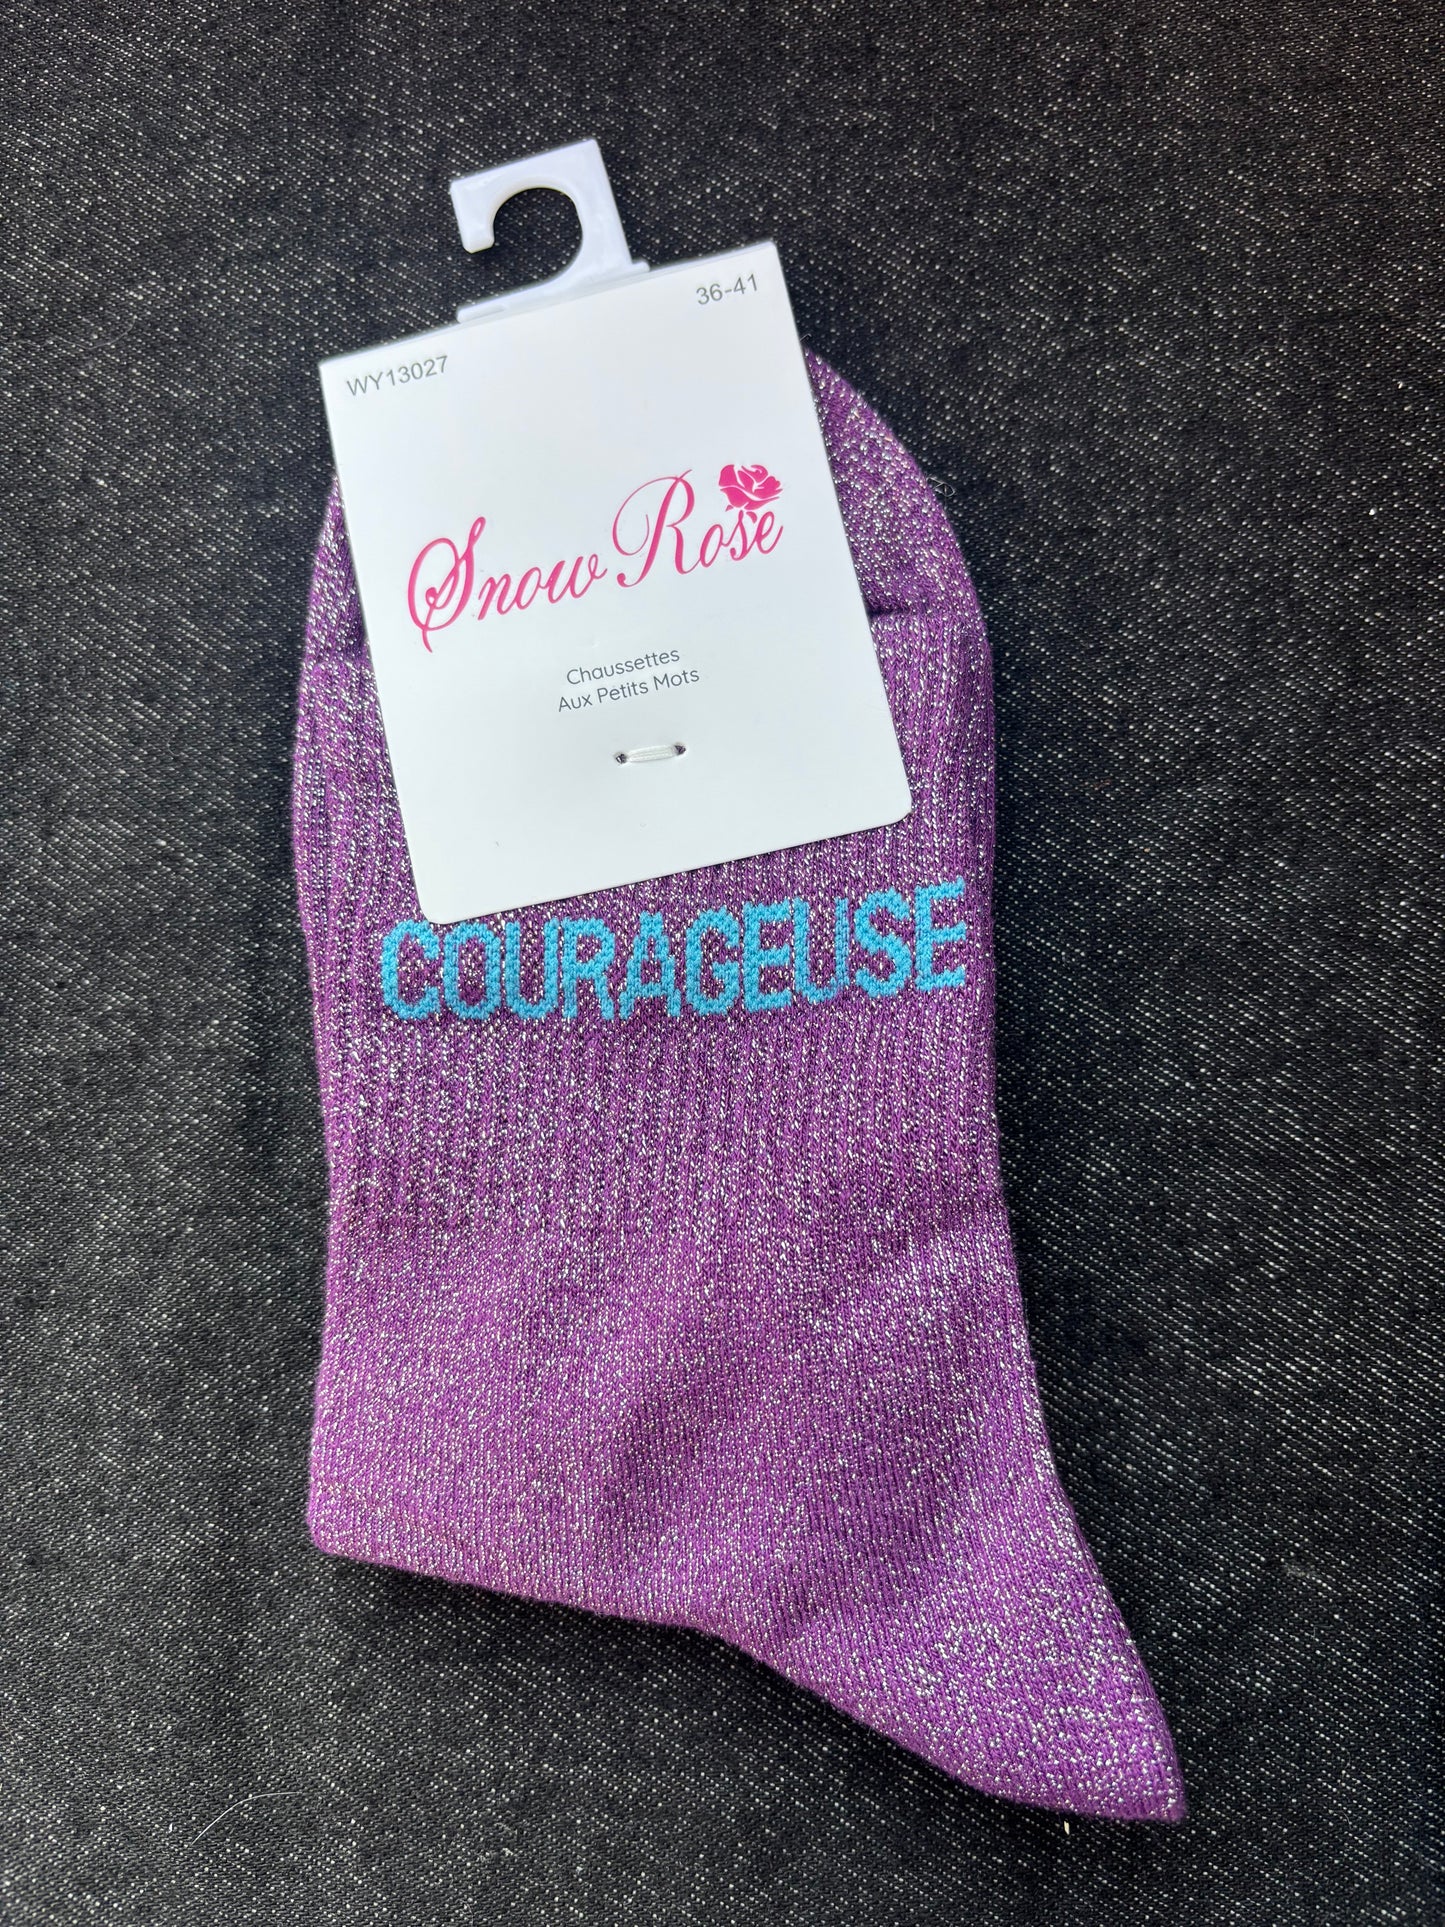 36-41
WY13027
Snow Rose
Chaussettes
Aux Petits Mots
COURAGEUSE